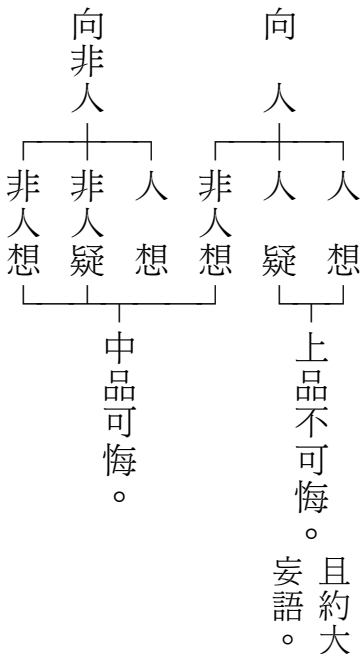 向人
人想
人疑
非人想
向非人
人想
非人疑
非人想
上品不可悔。
且約大
妄語。
中品可悔。